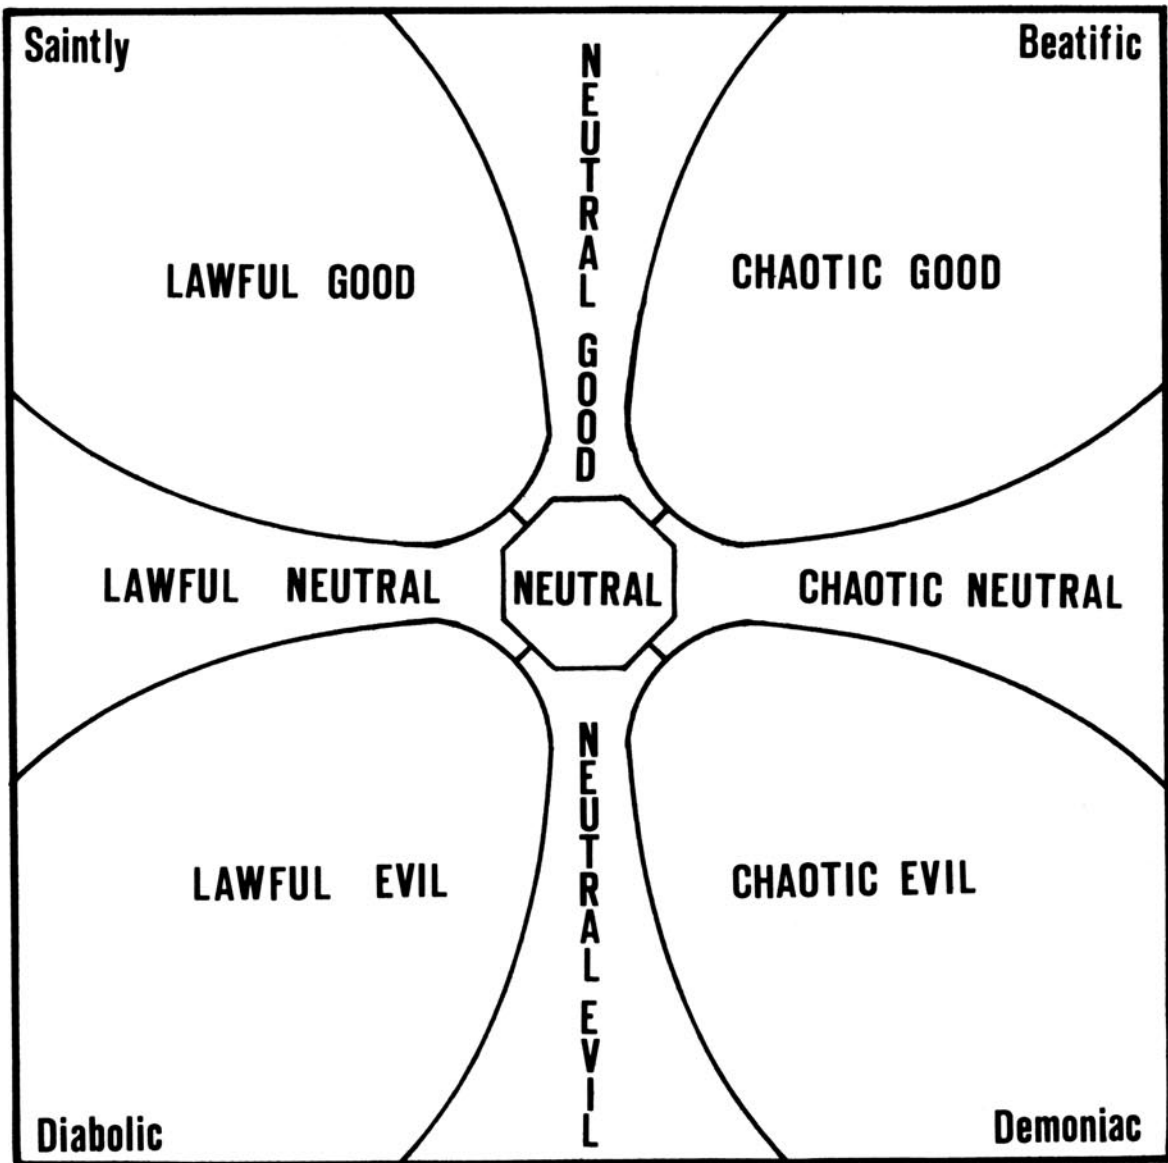 Saintly
Beatific
NEUTRAL GOOD
LAWFUL GOOD
CHAOTIC GOOD
LAWFUL NEUTRAL
NEUTRAL
CHAOTIC NEUTRAL
LAWFUL EVIL
CHAOTIC EVIL
NEUTRAL EVIL
Diabolic
Demoniac